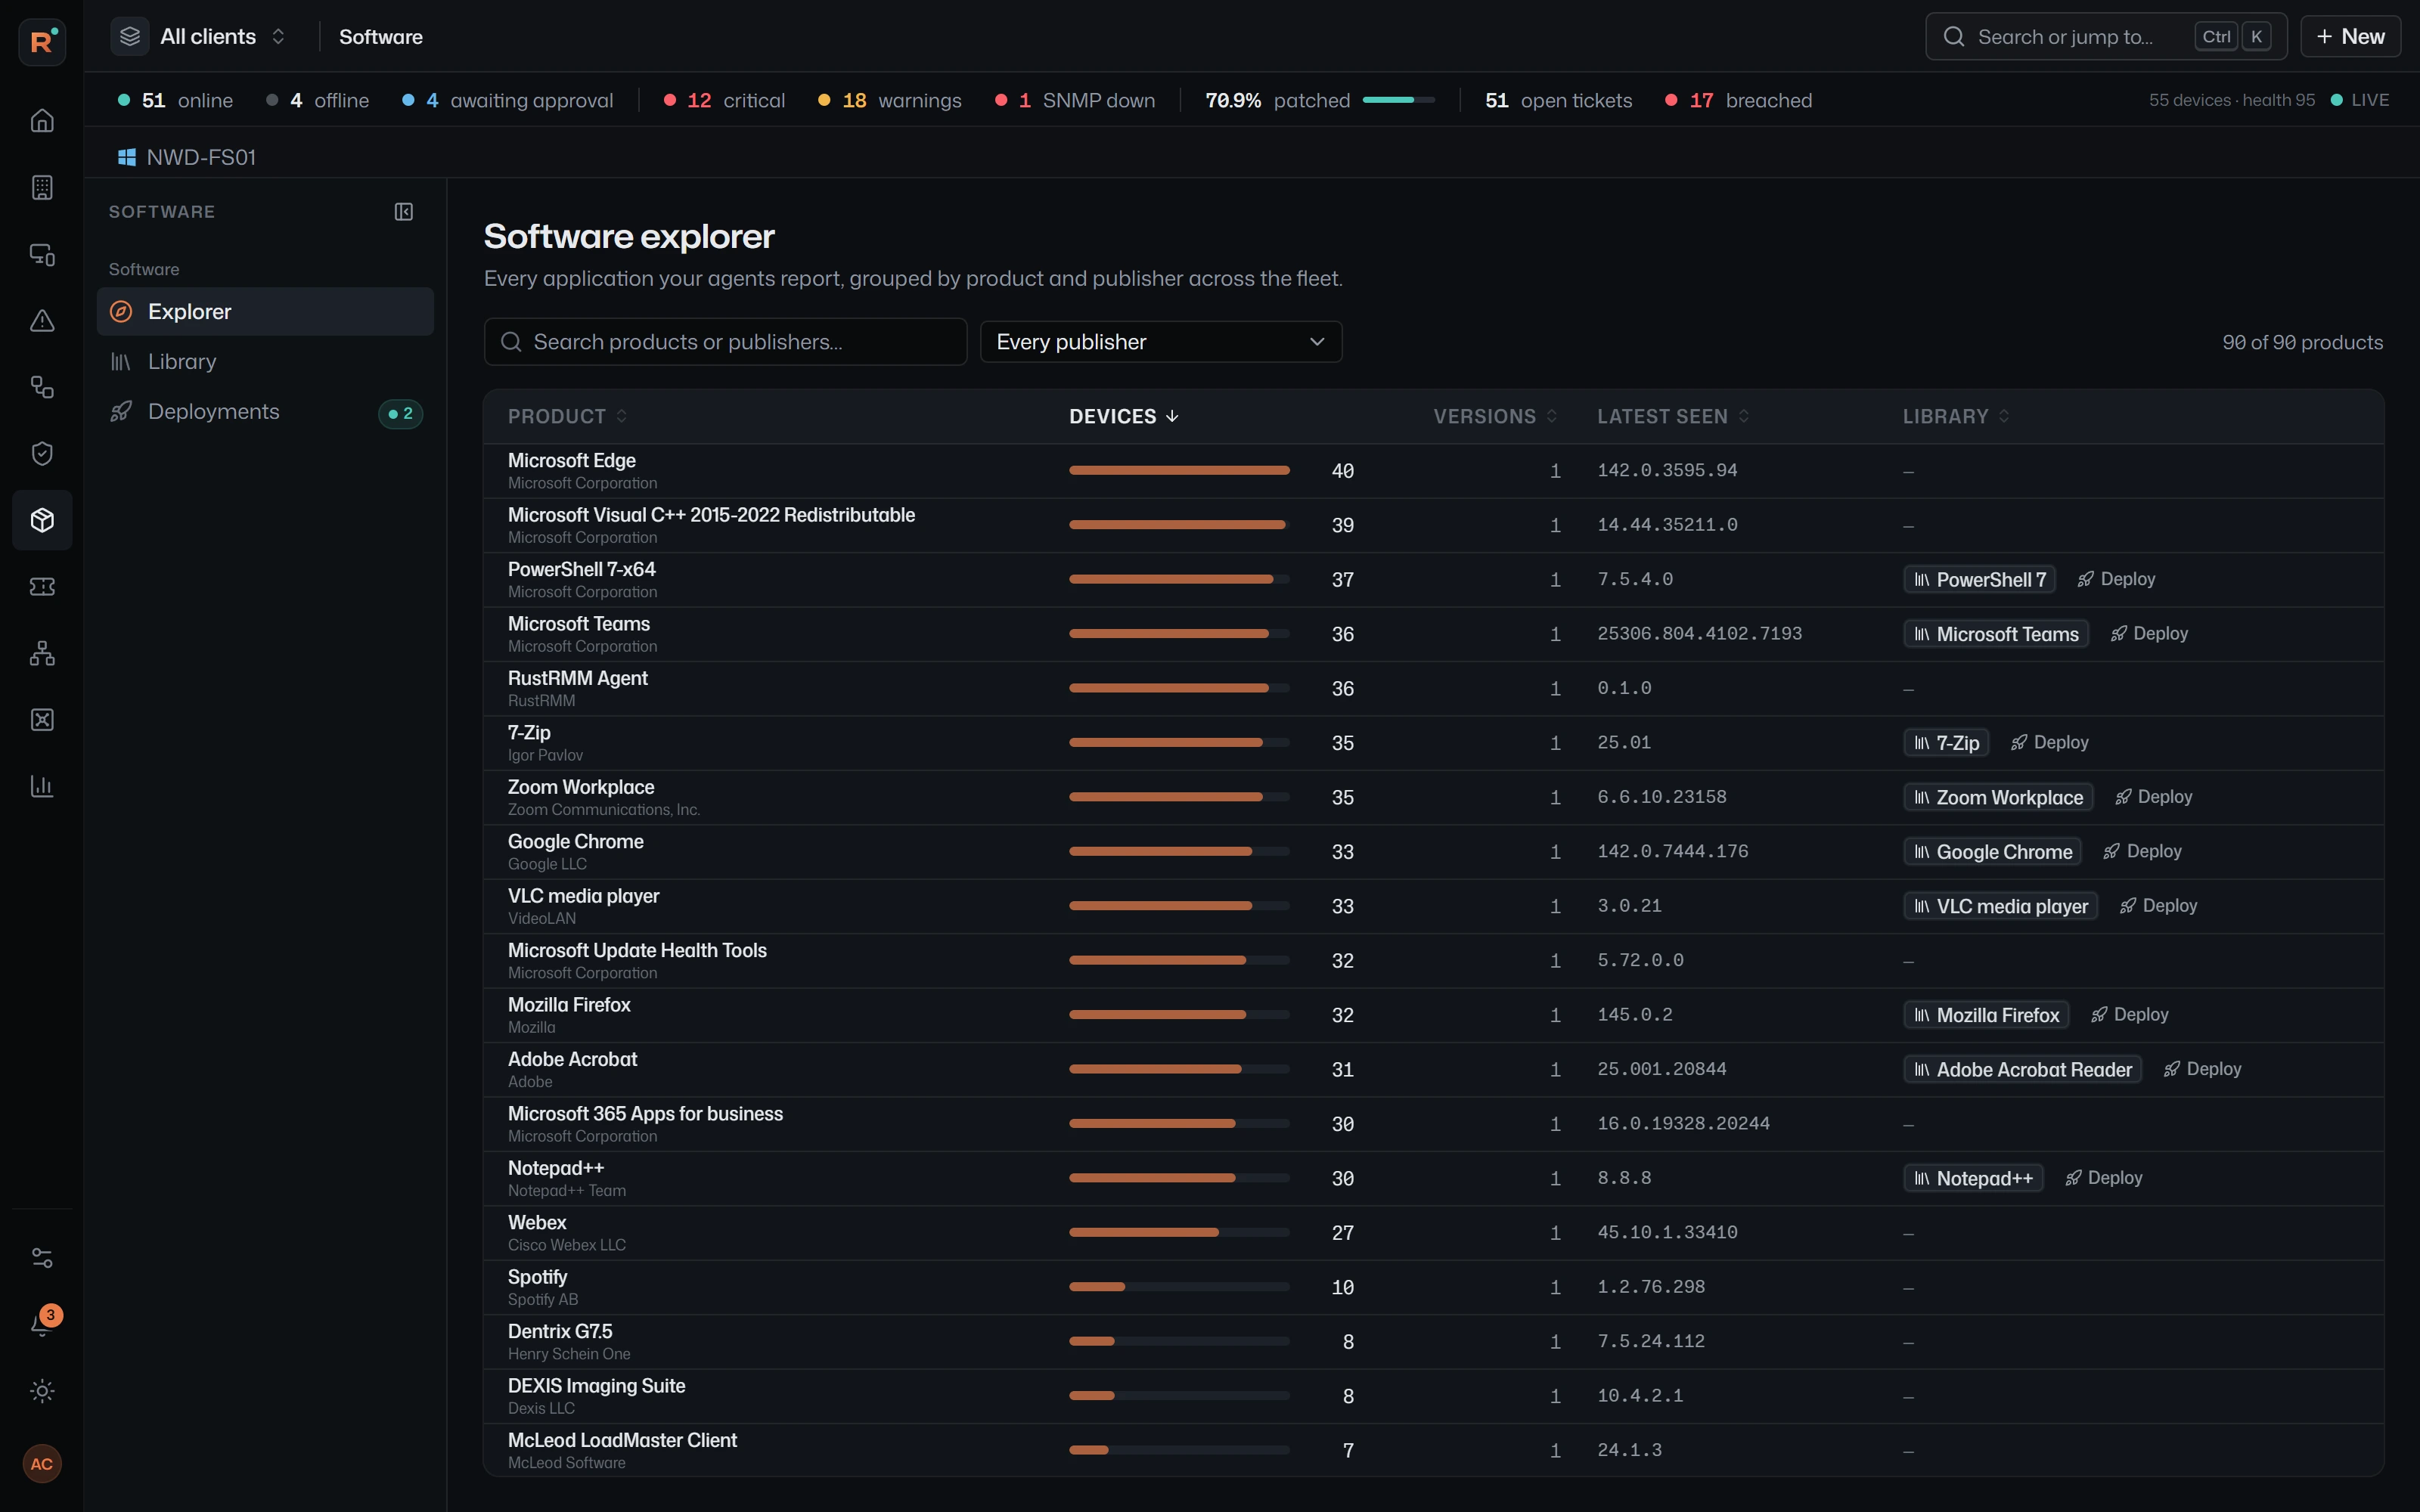 R
All clients
Software
Search or jump to...
Ctrl K
+ New
51 online
4 offline
4 awaiting approval
12 critical
18 warnings
1 SNMP down
70.9% patched
51 open tickets
17 breached
55 devices · health 95
LIVE
NWD-FS01
SOFTWARE
Software
Explorer
Library
Deployments 2
3
AC
Software explorer
Every application your agents report, grouped by product and publisher across the fleet.
Search products or publishers...
Every publisher
90 of 90 products
PRODUCT DEVICES VERSIONS LATEST SEEN LIBRARY
Microsoft Edge
Microsoft Corporation
40 1 142.0.3595.94 —
Microsoft Visual C++ 2015-2022 Redistributable
Microsoft Corporation
39 1 14.44.35211.0 —
PowerShell 7-x64
Microsoft Corporation
37 1 7.5.4.0 PowerShell 7 Deploy
Microsoft Teams
Microsoft Corporation
36 1 25306.804.4102.7193 Microsoft Teams Deploy
RustRMM Agent
RustRMM
36 1 0.1.0 —
7-Zip
Igor Pavlov
35 1 25.01 7-Zip Deploy
Zoom Workplace
Zoom Communications, Inc.
35 1 6.6.10.23158 Zoom Workplace Deploy
Google Chrome
Google LLC
33 1 142.0.7444.176 Google Chrome Deploy
VLC media player
VideoLAN
33 1 3.0.21 VLC media player Deploy
Microsoft Update Health Tools
Microsoft Corporation
32 1 5.72.0.0 —
Mozilla Firefox
Mozilla
32 1 145.0.2 Mozilla Firefox Deploy
Adobe Acrobat
Adobe
31 1 25.001.20844 Adobe Acrobat Reader Deploy
Microsoft 365 Apps for business
Microsoft Corporation
30 1 16.0.19328.20244 —
Notepad++
Notepad++ Team
30 1 8.8.8 Notepad++ Deploy
Webex
Cisco Webex LLC
27 1 45.10.1.33410 —
Spotify
Spotify AB
10 1 1.2.76.298 —
Dentrix G7.5
Henry Schein One
8 1 7.5.24.112 —
DEXIS Imaging Suite
Dexis LLC
8 1 10.4.2.1 —
McLeod LoadMaster Client
McLeod Software
7 1 24.1.3 —